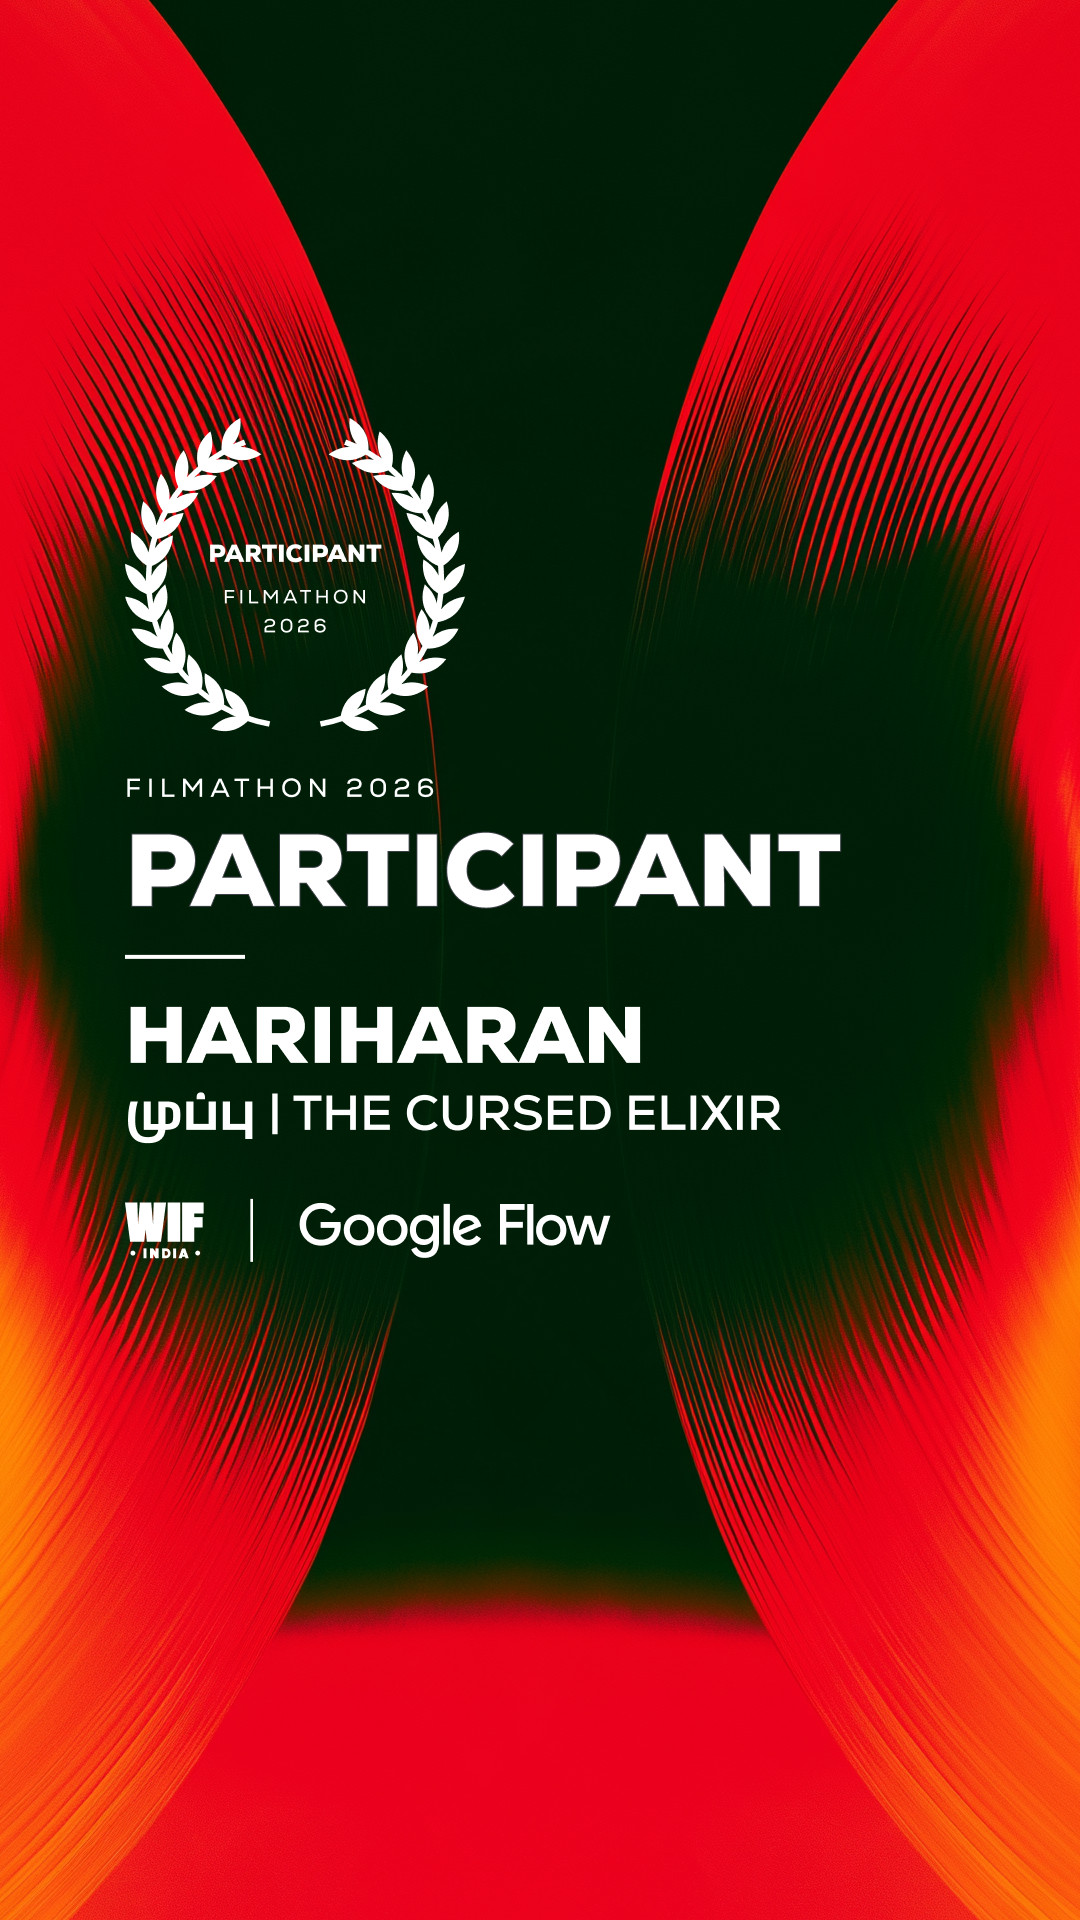 PARTICIPANT
FILMATHON
2026
FILMATHON 2026
PARTICIPANT
HARIHARAN
முப்பு | THE CURSED ELIXIR
WIF
• INDIA •
Google Flow